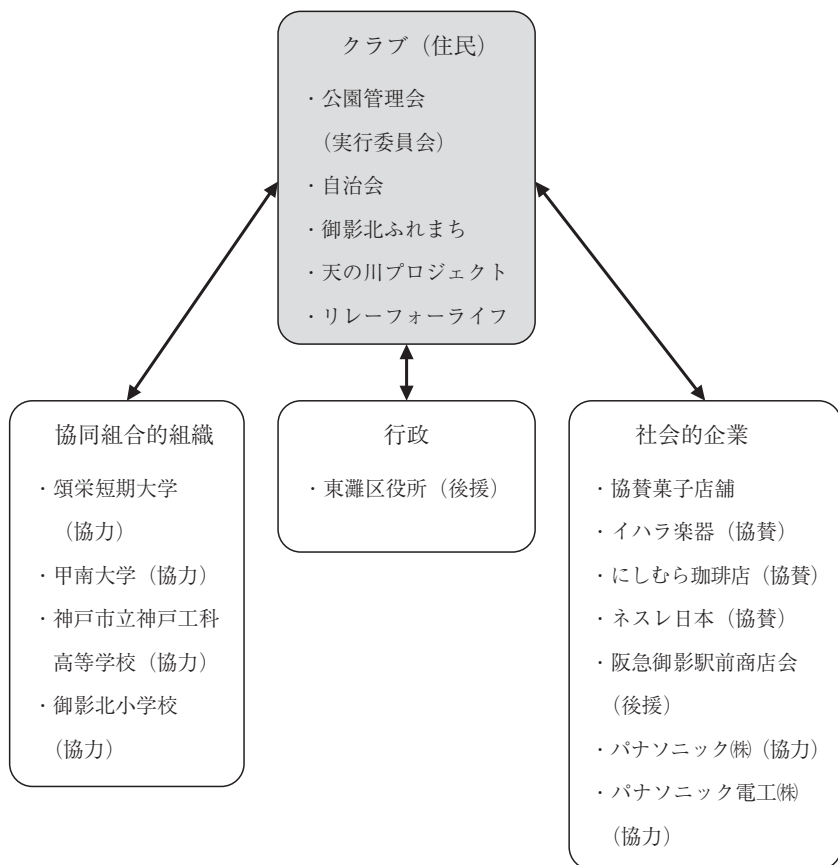 クラブ（住民）
・公園管理会
（実行委員会）
・自治会
・御影北ふれまち
・天の川プロジェクト
・リレーフォーライフ
協同組合的組織
・頌栄短期大学
（協力）
・甲南大学（協力）
・神戸市立神戸工科
高等学校（協力）
・御影北小学校
（協力）
行政
・東灘区役所（後援）
社会的企業
・協賛菓子店舗
・イハラ楽器（協賛）
・にしむら珈琲店（協賛）
・ネスレ日本（協賛）
・阪急御影駅前商店会
（後援）
・パナソニック㈱（協力）
・パナソニック電工㈱
（協力）